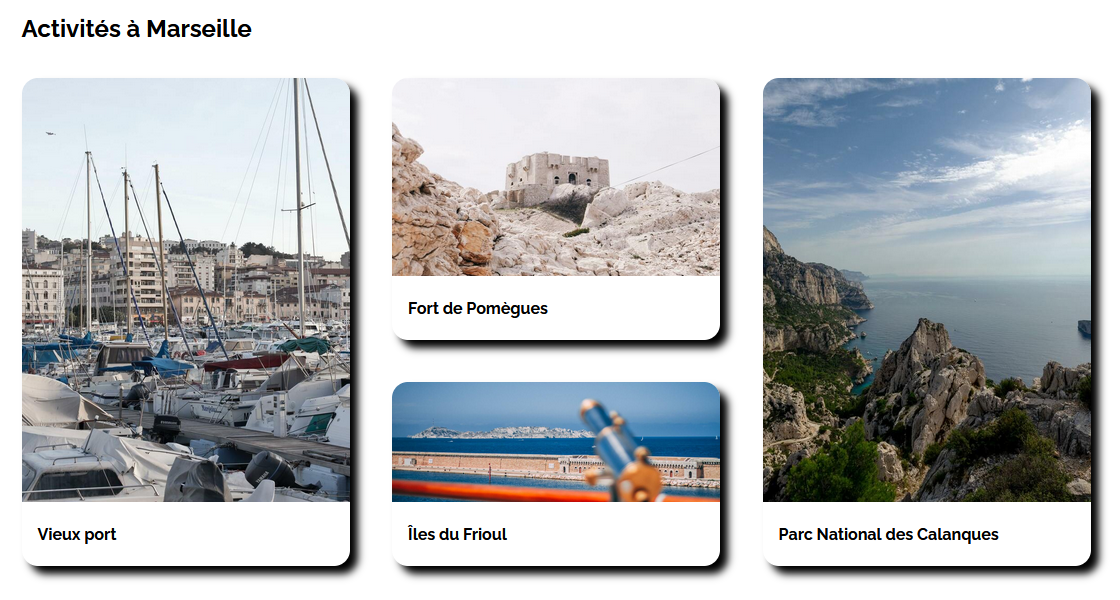 Activités à Marseille
Vieux port
Fort de Pomègues
Îles du Frioul
Parc National des Calanques